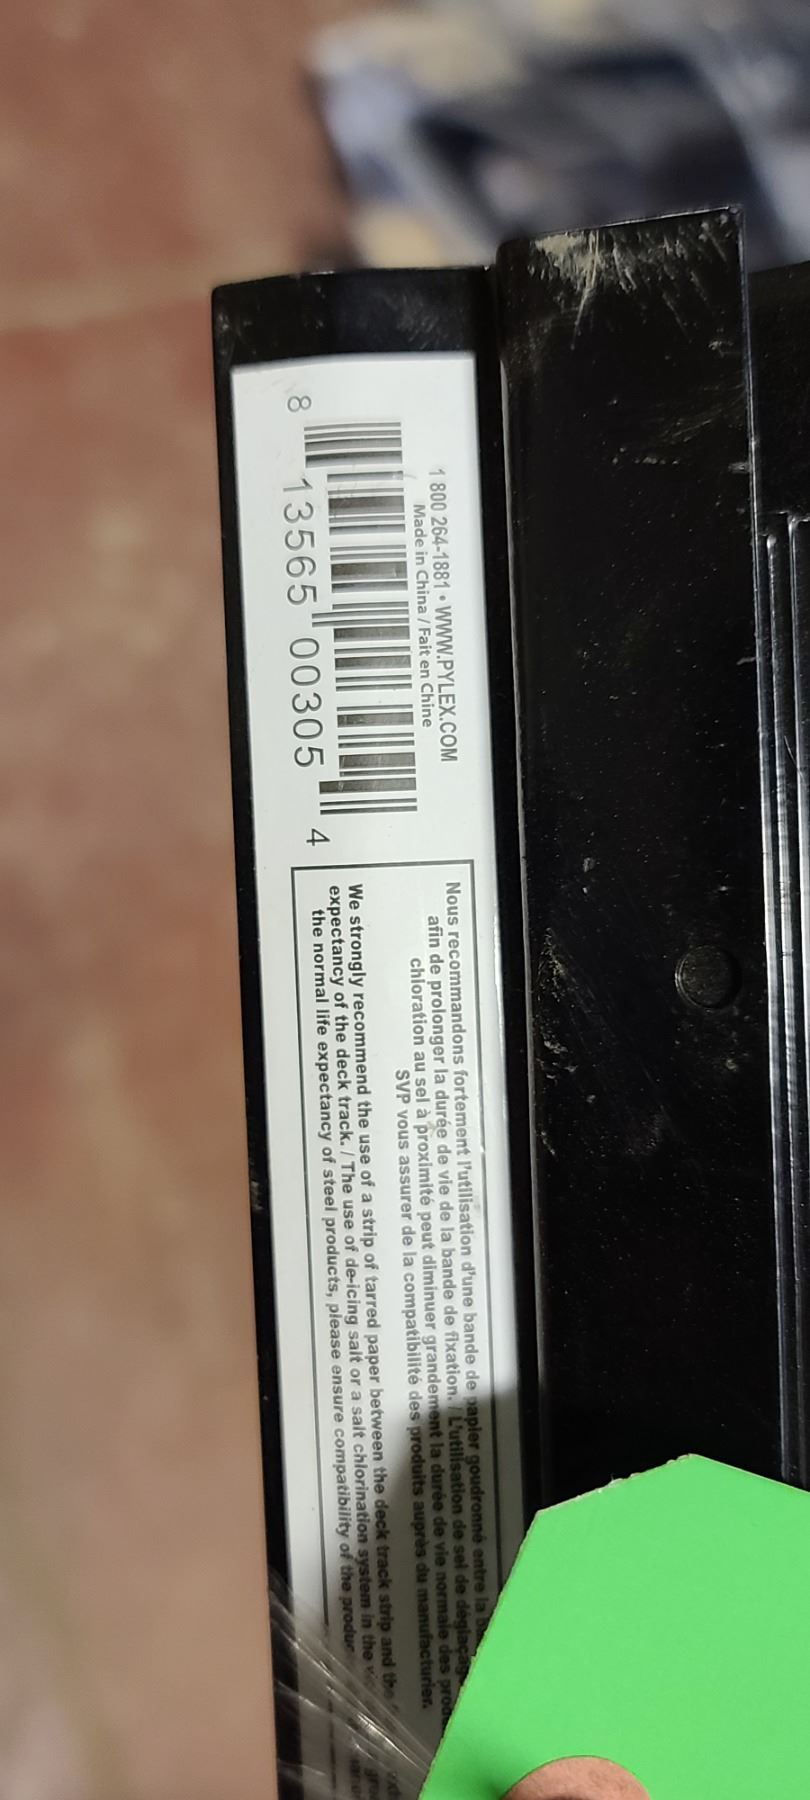 1 800 264-1881 • WWW.PYLEX.COM
Made in China / Fait en Chine
8 13565 00305 4
Nous recommandons fortement l'utilisation d'une bande de papier goudronné entre la
afin de prolonger la durée de vie de la bande de fixation. / L'utilisation de sel de
chloration au sel à proximité peut diminuer grandement la durée de vie normale des
SVP vous assurer de la compatibilité des produits auprès du manufacturier.
We strongly recommend the use of a strip of tarred paper between the deck track strip and the
expectancy of the deck track. / The use of de-icing salt or a salt chlorination system in the
the normal life expectancy of steel products, please ensure compatibility of the